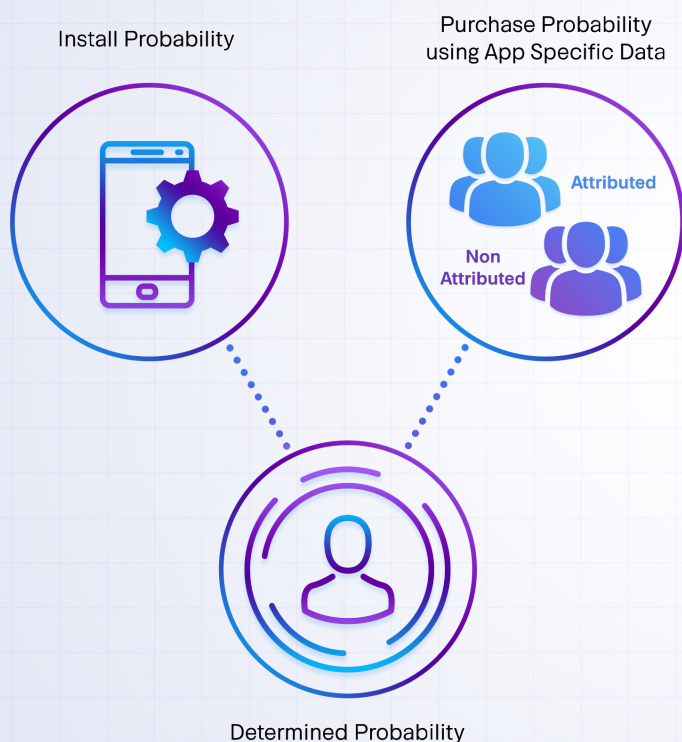 Install Probability
Purchase Probability
using App Specific Data
Attributed
Non
Attributed
Determined Probability